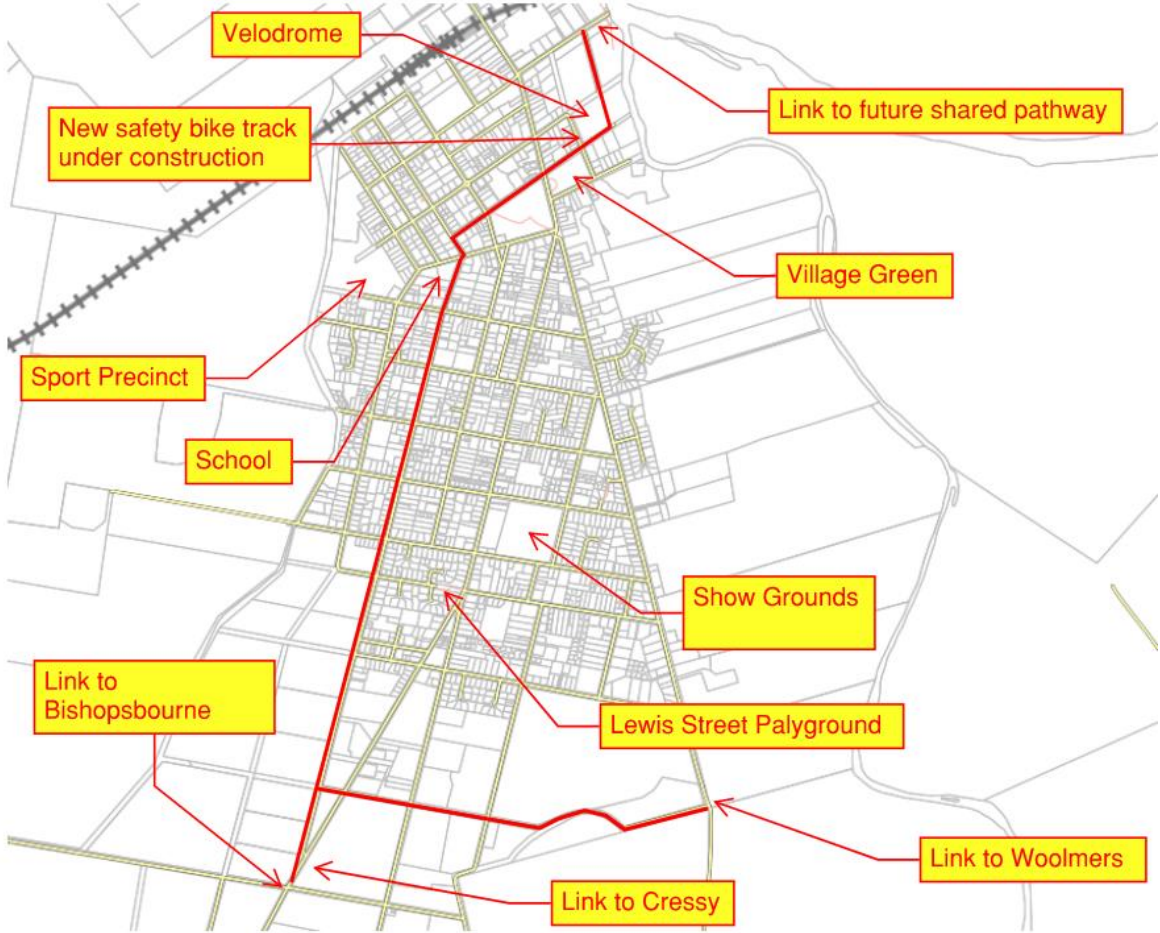 Velodrome
Link to future shared pathway
New safety bike track
under construction
Village Green
Sport Precinct
School
Show Grounds
Link to
Bishopsbourne
Lewis Street Palyground
Link to Woolmers
Link to Cressy